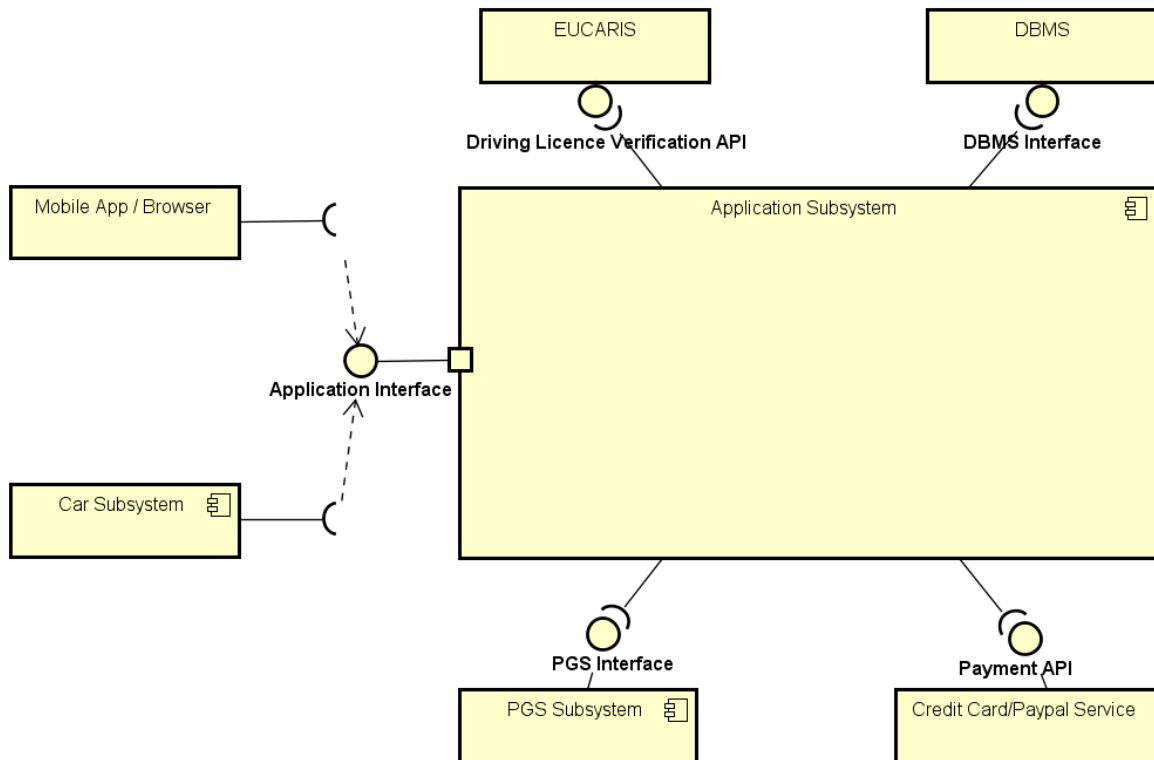 EUCARIS
DBMS
Driving Licence Verification API
DBMS Interface
Mobile App / Browser
Application Subsystem
Application Interface
Car Subsystem
PGS Interface
Payment API
PGS Subsystem
Credit Card/Paypal Service